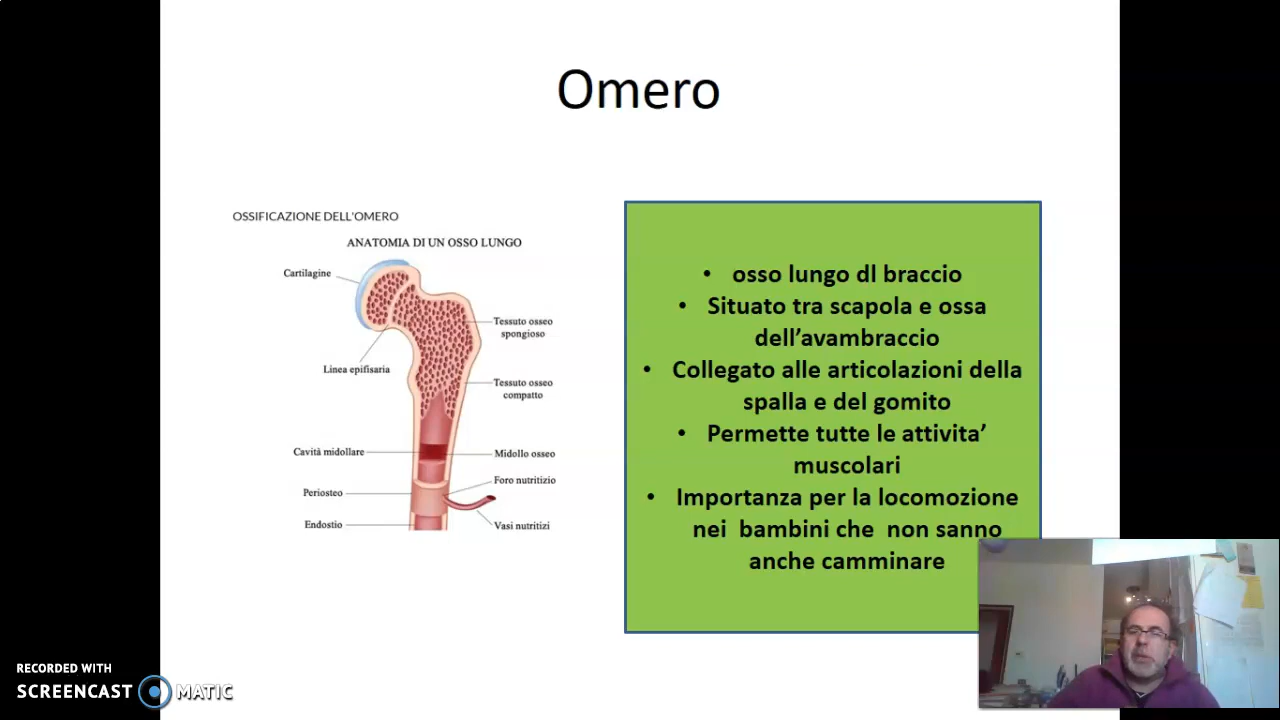 Omero
OSSIFICAZIONE DELL'OMERO
ANATOMIA DI UN OSSO LUNGO
Cartilagine
Tessuto osseo
spongioso
Linea epifisaria
Tessuto osseo
compatto
Cavità midollare
Midollo osseo
Foro nutritizio
Periosteo
Endostio
Vasi nutritizi
• osso lungo dl braccio
• Situato tra scapola e ossa
dell’avambraccio
• Collegato alle articolazioni della
spalla e del gomito
• Permette tutte le attivita’
muscolari
• Importanza per la locomozione
nei bambini che non sanno
anche camminare
RECORDED WITH
SCREENCAST MATIC